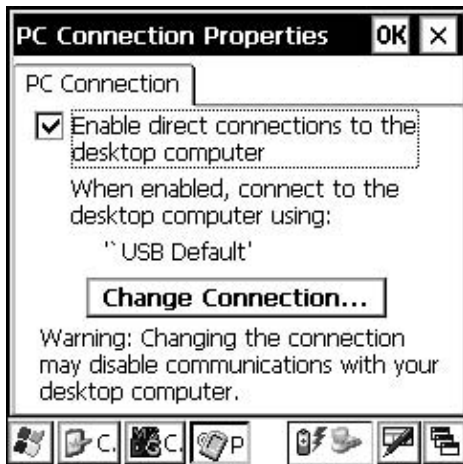 PC Connection Properties OK ×
PC Connection
Enable direct connections to the
desktop computer
When enabled, connect to the
desktop computer using:
'`USB Default'
Change Connection...
Warning: Changing the connection
may disable communications with your
desktop computer.
C. C. P